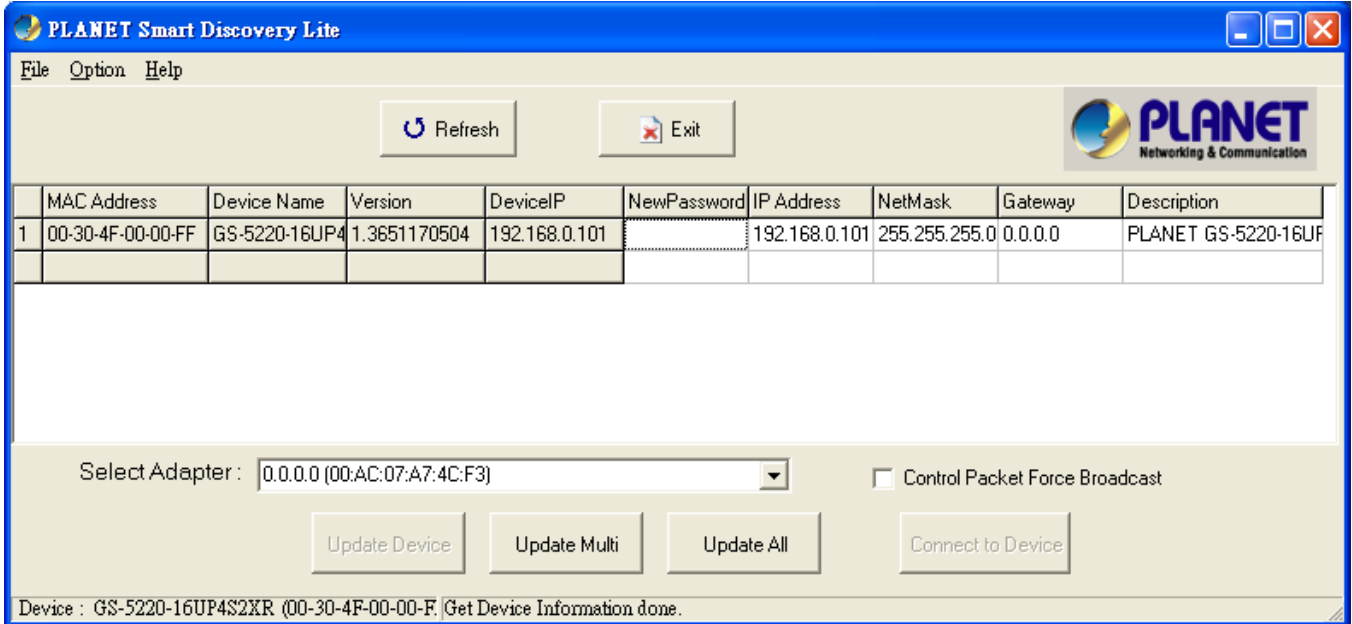 PLANET Smart Discovery Lite
File Option Help
Refresh Exit
PLANET
Networking & Communication
MAC Address Device Name Version DeviceIP NewPassword IP Address NetMask Gateway Description
1 00-30-4F-00-00-FF GS-5220-16UP4 1.3651170504 192.168.0.101 192.168.0.101 255.255.255.0 0.0.0.0 PLANET GS-5220-16UP
Select Adapter : 0.0.0.0 (00:AC:07:A7:4C:F3) Control Packet Force Broadcast
Update Device Update Multi Update All Connect to Device
Device : GS-5220-16UP4S2XR (00-30-4F-00-00-F Get Device Information done.